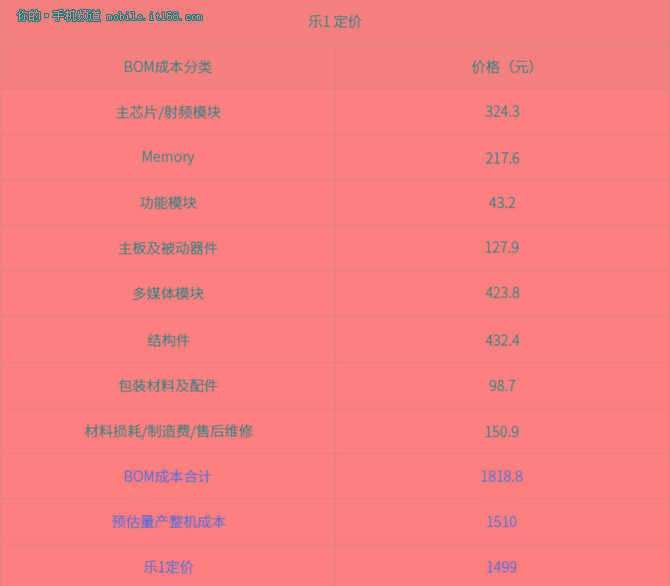 你的·手机频道 mobile.it168.com
乐1 定价
BOM成本分类 价格（元）
主芯片/射频模块 324.3
Memory 217.6
功能模块 43.2
主板及被动器件 127.9
多媒体模块 423.8
结构件 432.4
包装材料及配件 98.7
材料损耗/制造费/售后维修 150.9
BOM成本合计 1818.8
预估量产整机成本 1510
乐1定价 1499